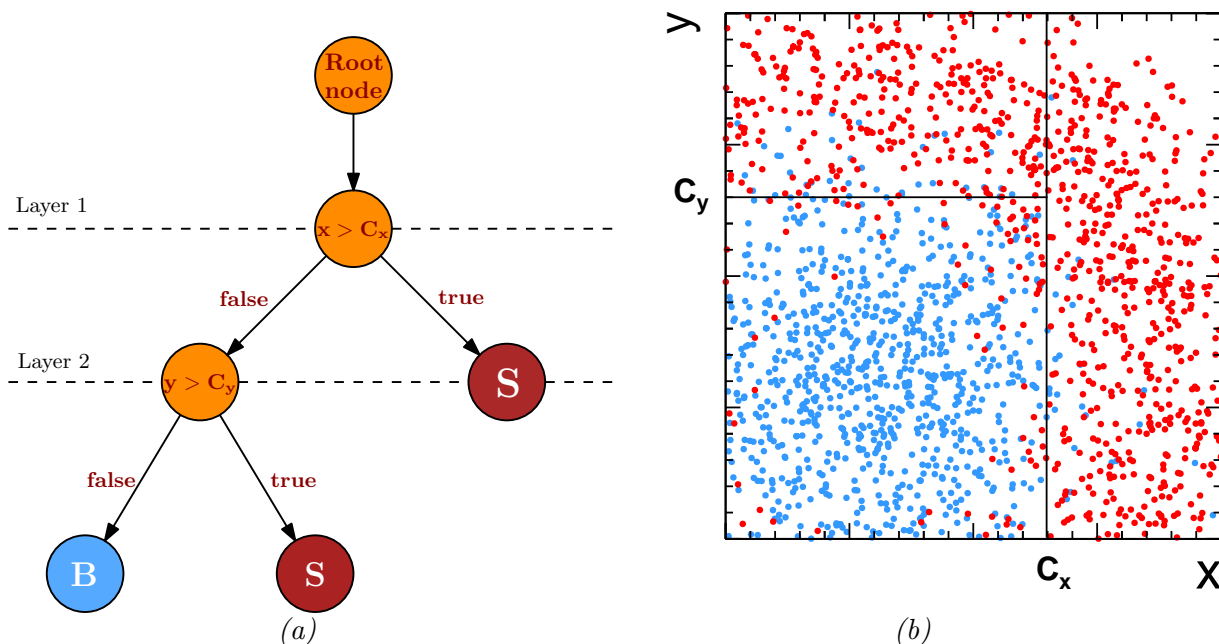 Root
node
Layer 1
x > Cx
false
true
Layer 2
y > Cy
S
false
true
B
S
(a)
y
Cy
Cx
X
(b)